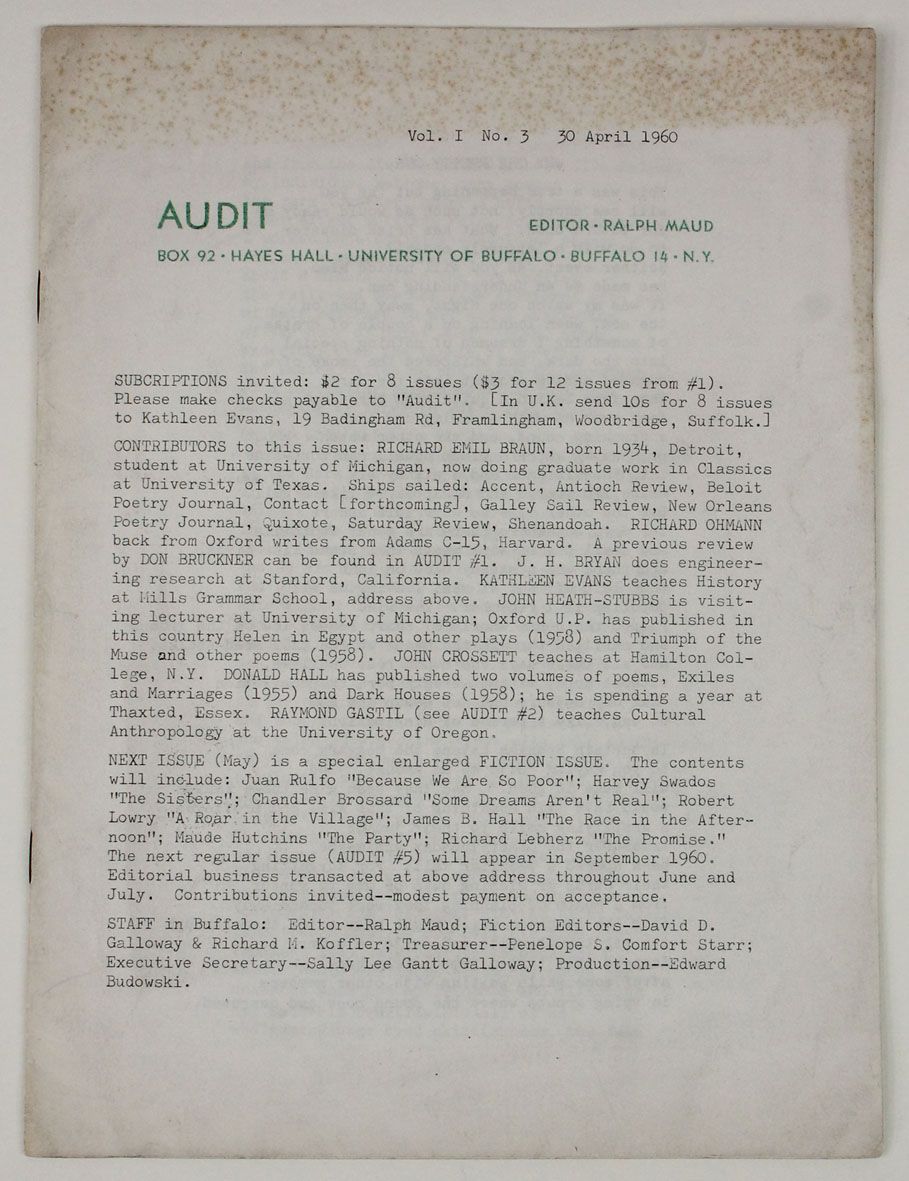 Vol. I No. 3 30 April 1960
AUDIT
EDITOR · RALPH MAUD
BOX 92 · HAYES HALL · UNIVERSITY OF BUFFALO · BUFFALO 14 · N.Y.
SUBCRIPTIONS invited: $2 for 8 issues ($3 for 12 issues from #1).
Please make checks payable to "Audit". [In U.K. send 10s for 8 issues
to Kathleen Evans, 19 Badingham Rd, Framlingham, Woodbridge, Suffolk.]
CONTRIBUTORS to this issue: RICHARD EMIL BRAUN, born 1934, Detroit,
student at University of Michigan, now doing graduate work in Classics
at University of Texas. Ships sailed: Accent, Antioch Review, Beloit
Poetry Journal, Contact [forthcoming], Galley Sail Review, New Orleans
Poetry Journal, Quixote, Saturday Review, Shenandoah. RICHARD OHMANN
back from Oxford writes from Adams C-15, Harvard. A previous review
by DON BRUCKNER can be found in AUDIT #1. J. H. BRYAN does engineer-
ing research at Stanford, California. KATHLEEN EVANS teaches History
at Mills Grammar School, address above. JOHN HEATH-STUBBS is visit-
ing lecturer at University of Michigan; Oxford U.P. has published in
this country Helen in Egypt and other plays (1958) and Triumph of the
Muse and other poems (1958). JOHN CROSSETT teaches at Hamilton Col-
lege, N.Y. DONALD HALL has published two volumes of poems, Exiles
and Marriages (1955) and Dark Houses (1958); he is spending a year at
Thaxted, Essex. RAYMOND GASTIL (see AUDIT #2) teaches Cultural
Anthropology at the University of Oregon.
NEXT ISSUE (May) is a special enlarged FICTION ISSUE. The contents
will include: Juan Rulfo "Because We Are So Poor"; Harvey Swados
"The Sisters"; Chandler Brossard "Some Dreams Aren't Real"; Robert
Lowry "A Roar in the Village"; James B. Hall "The Race in the After-
noon"; Maude Hutchins "The Party"; Richard Lebherz "The Promise."
The next regular issue (AUDIT #5) will appear in September 1960.
Editorial business transacted at above address throughout June and
July. Contributions invited--modest payment on acceptance.
STAFF in Buffalo: Editor--Ralph Maud; Fiction Editors--David D.
Galloway & Richard M. Koffler; Treasurer--Penelope S. Comfort Starr;
Executive Secretary--Sally Lee Gantt Galloway; Production--Edward
Budowski.